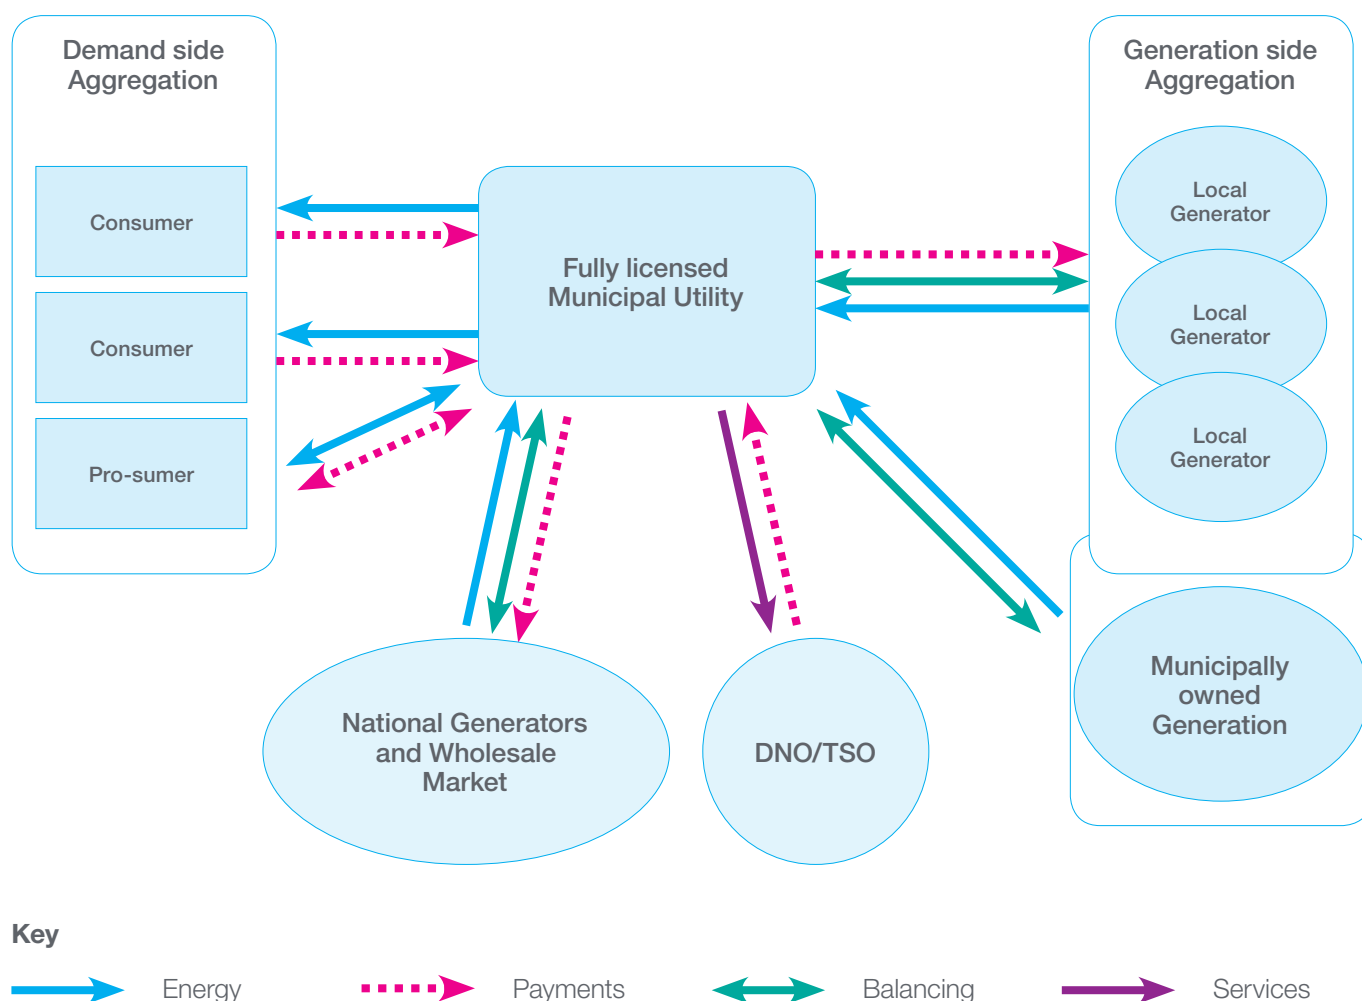 Demand side
Aggregation
Consumer
Consumer
Pro-sumer
Fully licensed
Municipal Utility
Generation side
Aggregation
Local
Generator
Local
Generator
Local
Generator
Municipally
owned
Generation
National Generators
and Wholesale
Market
DNO/TSO
Key
Energy
Payments
Balancing
Services